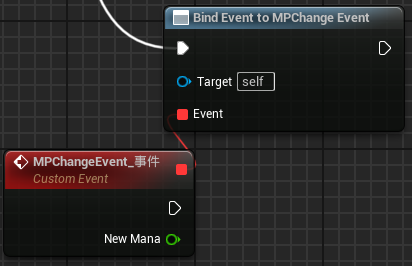 Bind Event to MPChange Event
Target self
Event
MPChangeEvent_事件
Custom Event
New Mana